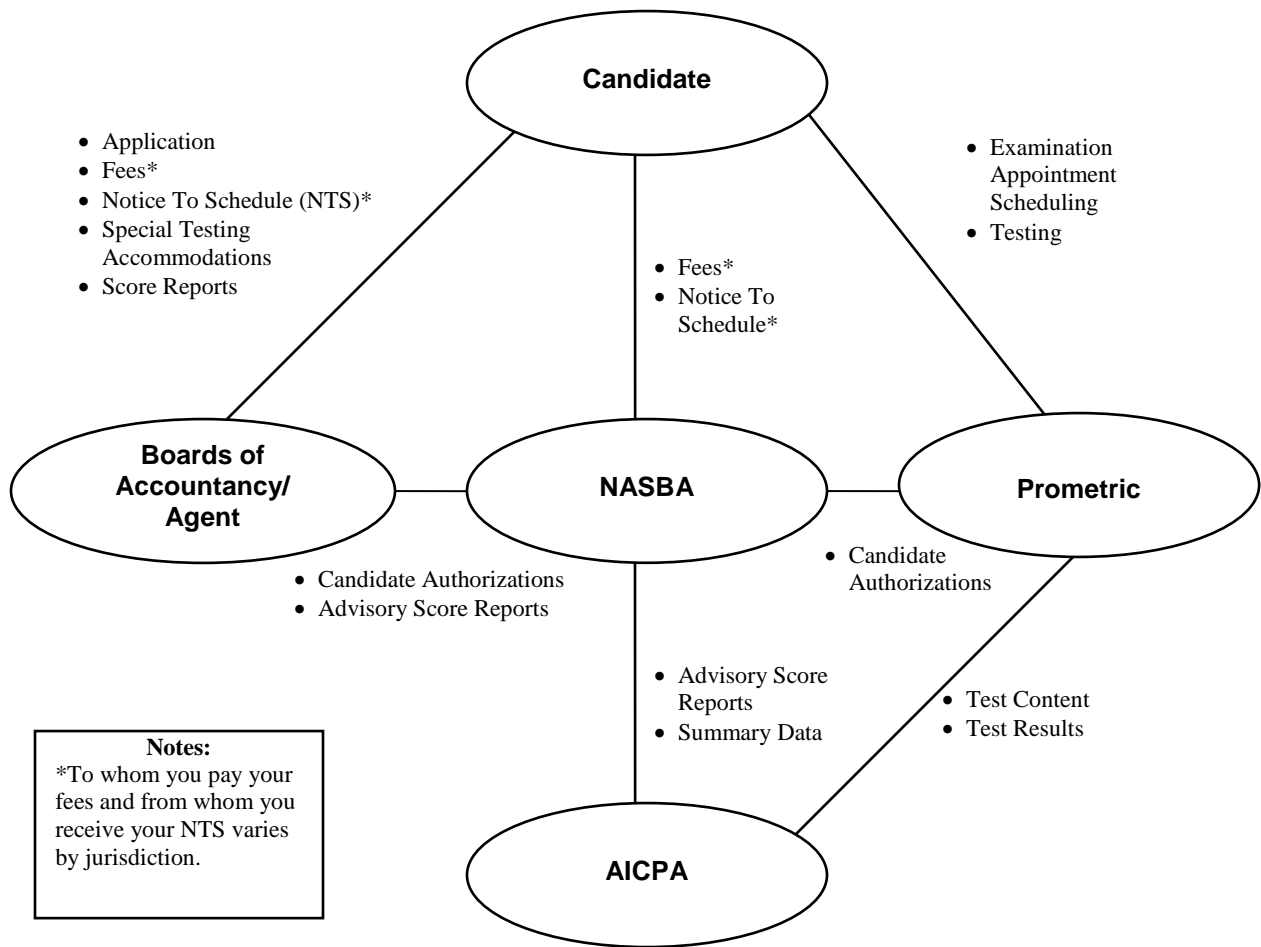 Candidate
• Application
• Fees*
• Notice To Schedule (NTS)*
• Special Testing
Accommodations
• Score Reports
• Fees*
• Notice To
Schedule*
• Examination
Appointment
Scheduling
• Testing
Boards of
Accountancy/
Agent
NASBA
Prometric
• Candidate Authorizations
• Advisory Score Reports
• Candidate
Authorizations
• Advisory Score
Reports
• Summary Data
• Test Content
• Test Results
Notes:
*To whom you pay your
fees and from whom you
receive your NTS varies
by jurisdiction.
AICPA